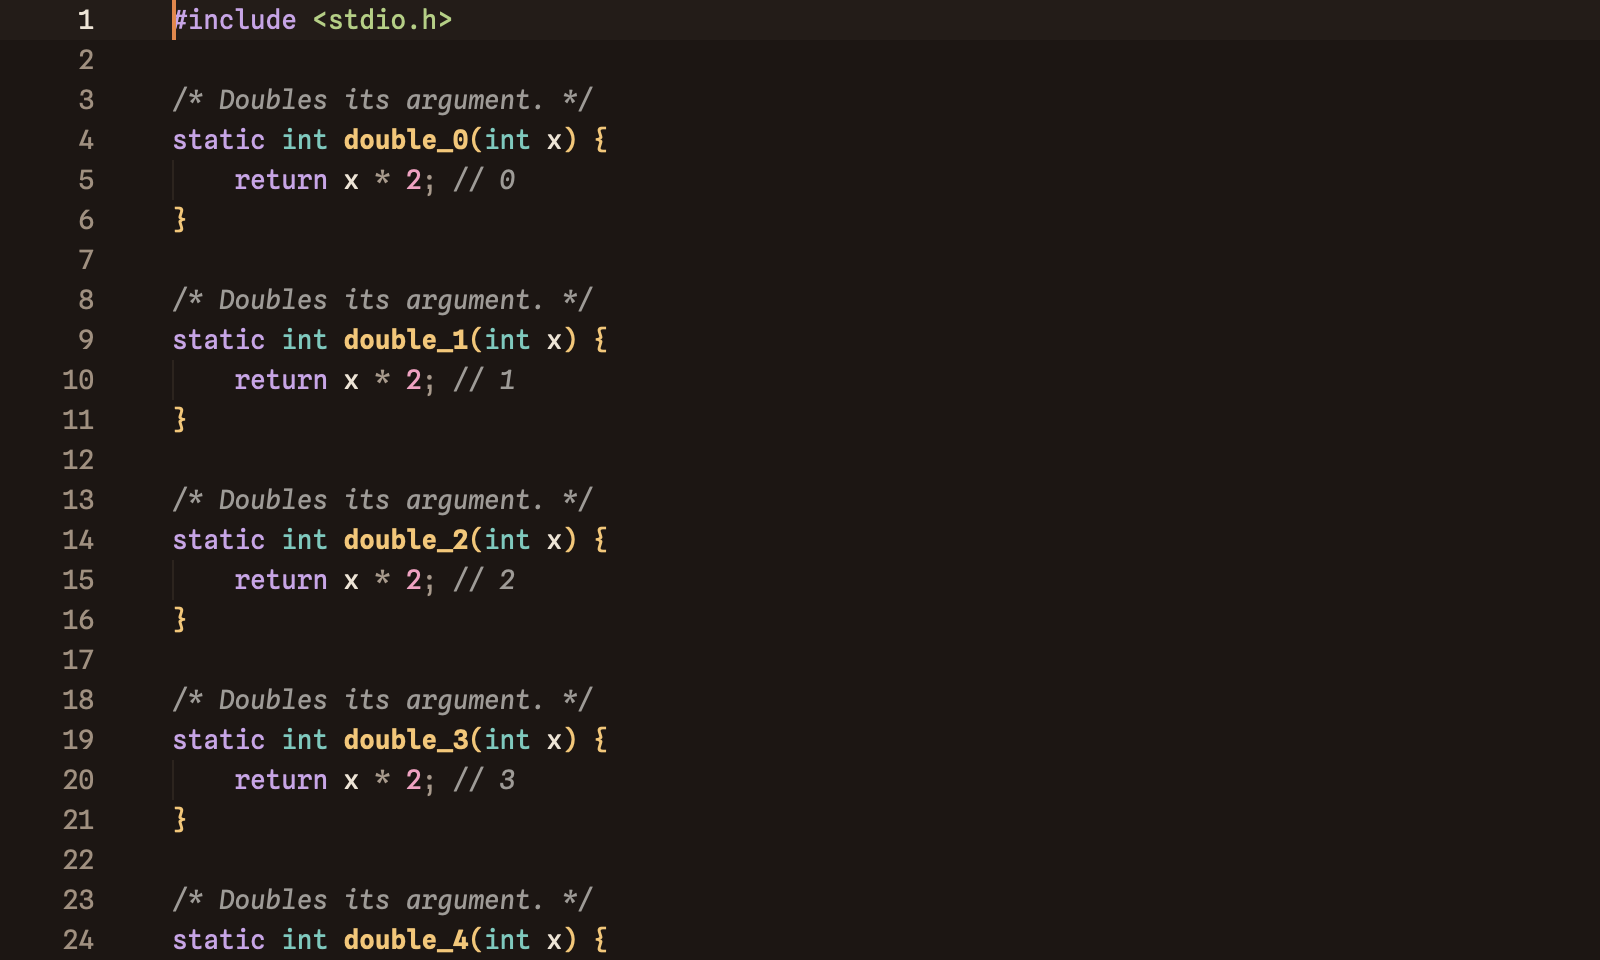 1 #include <stdio.h>
2
3 /* Doubles its argument. */
4 static int double_0(int x) {
5     return x * 2; // 0
6 }
7
8 /* Doubles its argument. */
9 static int double_1(int x) {
10     return x * 2; // 1
11 }
12
13 /* Doubles its argument. */
14 static int double_2(int x) {
15     return x * 2; // 2
16 }
17
18 /* Doubles its argument. */
19 static int double_3(int x) {
20     return x * 2; // 3
21 }
22
23 /* Doubles its argument. */
24 static int double_4(int x) {